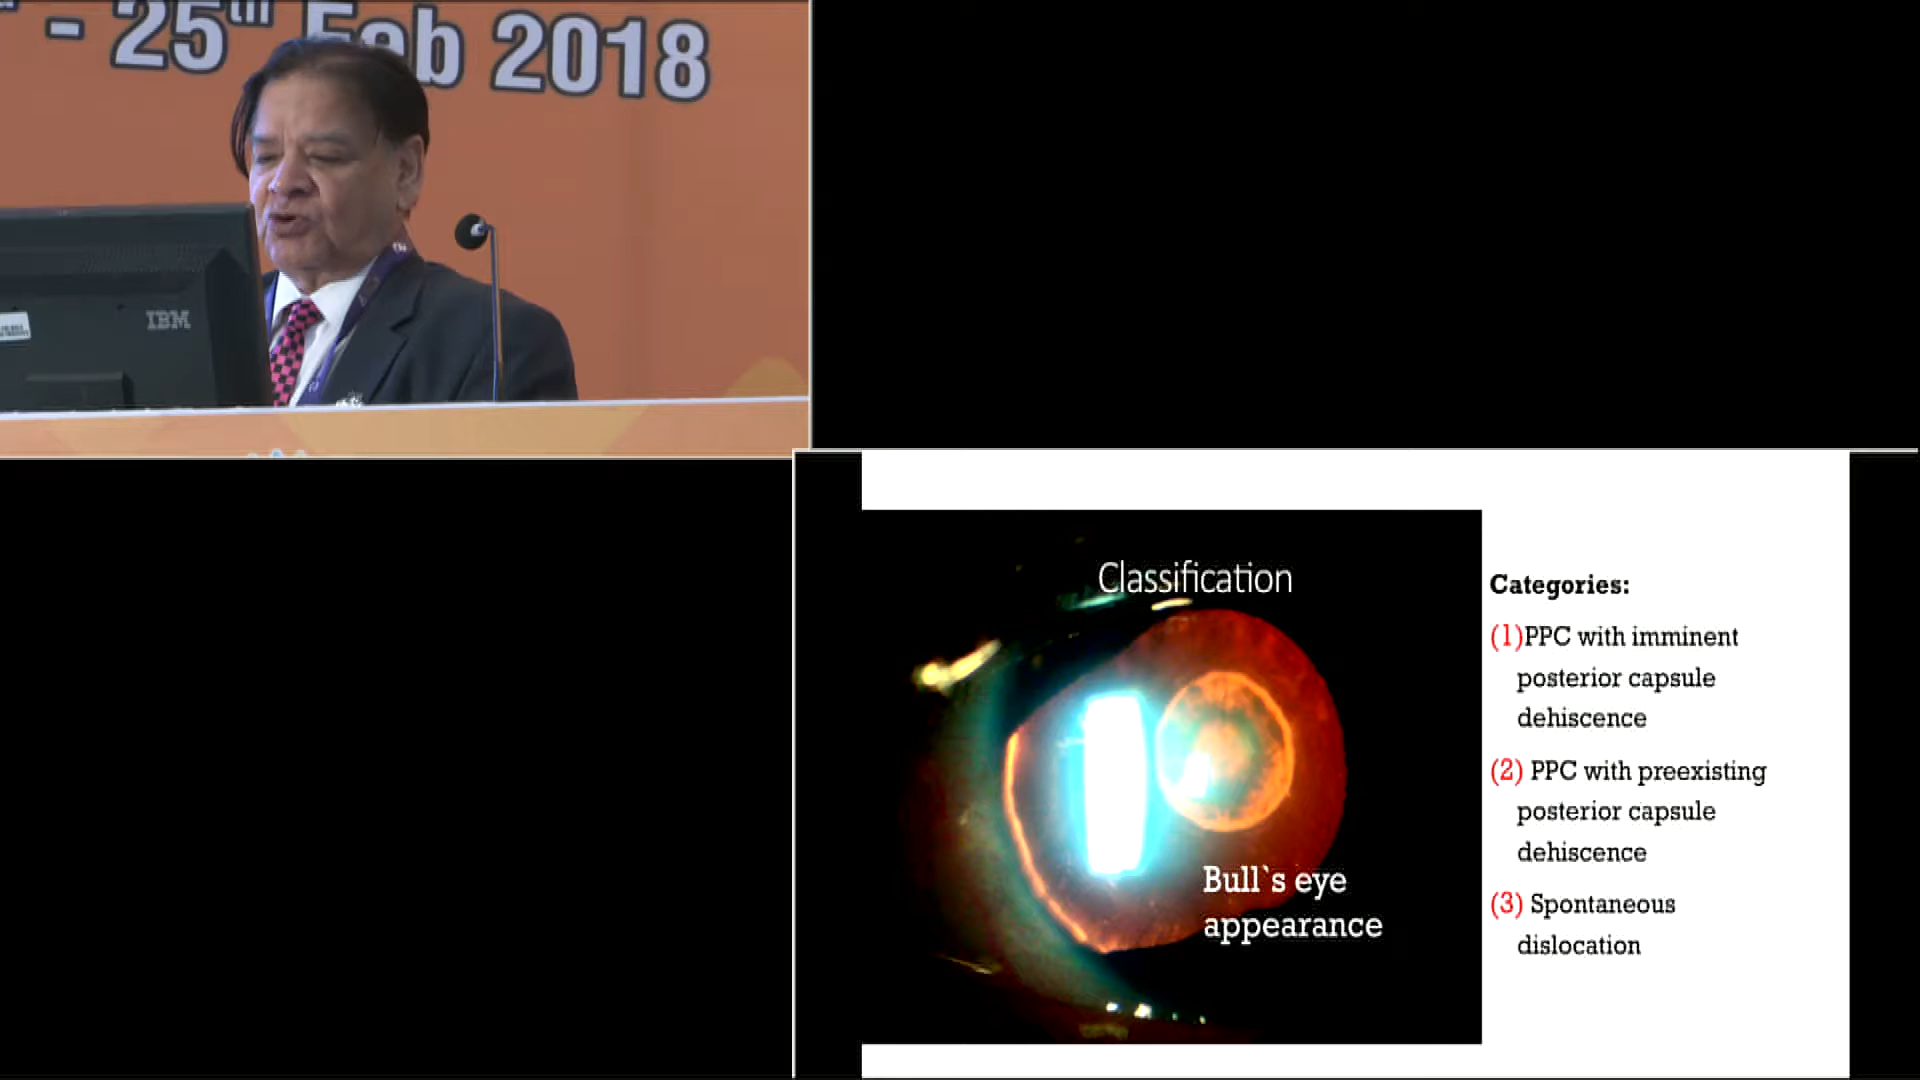 - 25th Feb 2018
IBM
Classification
Bull`s eye
appearance
Categories:
(1)PPC with imminent
posterior capsule
dehiscence
(2) PPC with preexisting
posterior capsule
dehiscence
(3) Spontaneous
dislocation